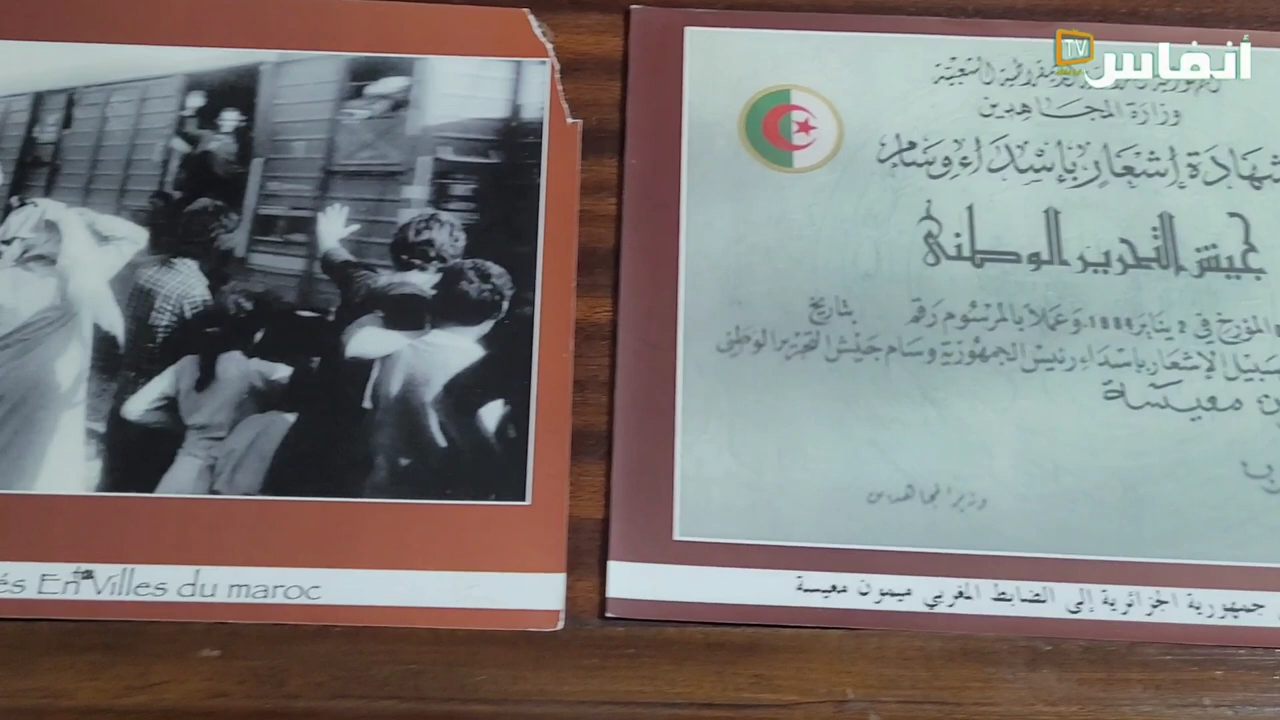 أنفاس TV
وزارة المجاهدين
شهادة إشعار بإسداء وسام
جيش التحرير الوطني
المؤرخ في 2 يناير وعملا بالمرسوم رقم بتاريخ
سبيل الإشعار بإسداء رئيس الجمهورية وسام جيش التحرير الوطني
معيسة
وزير المجاهدين
جمهورية الجزائرية إلى الضابط المغربي ميمون معيسة
és En Villes du maroc